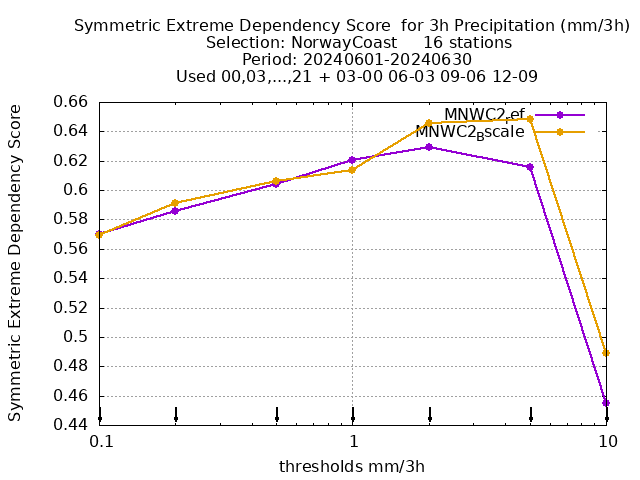 Symmetric Extreme Dependency Score  for 3h Precipitation (mm/3h)
Selection: NorwayCoast     16 stations
Period: 20240601-20240630
Used 00,03,...,21 + 03-00 06-03 09-06 12-09
Symmetric Extreme Dependency Score
0.66
0.64
0.62
0.6
0.58
0.56
0.54
0.52
0.5
0.48
0.46
0.44
MNWC2_Bscale
0.1
1
10
thresholds mm/3h